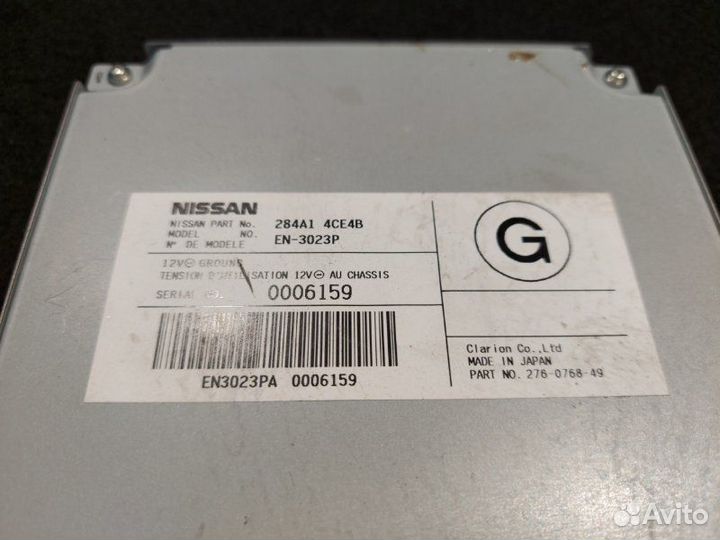 NISSAN
NISSAN PART No. 284A1 4CE4B
MODEL NO. EN-3023P
N° DE MODELE
12V⊖ GROUND
TENSION D'UTILISATION 12V⊖ AU CHASSIS
SERIAL 0006159
EN3023PA 0006159
G
Clarion Co.,Ltd
MADE IN JAPAN
PART NO. 276-0768-49
Avito